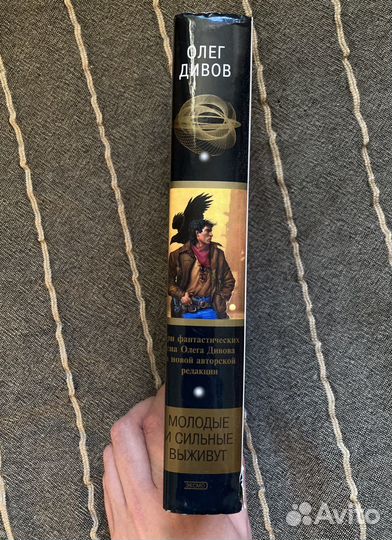 ОЛЕГ
ДИВОВ
фантастических
Олега Дивова
новой авторской
редакции
МОЛОДЫЕ
И СИЛЬНЫЕ
ВЫЖИВУТ
ЭКСМО
Avito